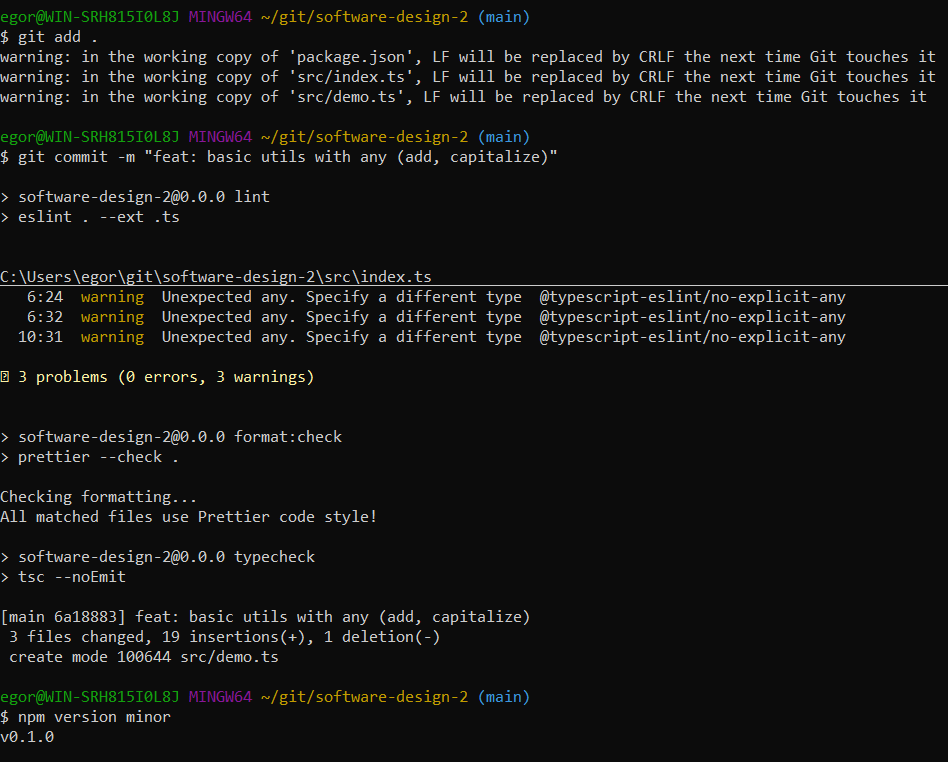 egor@WIN-SRH815I0L8J MINGW64 ~/git/software-design-2 (main)
$ git add .
warning: in the working copy of 'package.json', LF will be replaced by CRLF the next time Git touches it
warning: in the working copy of 'src/index.ts', LF will be replaced by CRLF the next time Git touches it
warning: in the working copy of 'src/demo.ts', LF will be replaced by CRLF the next time Git touches it
egor@WIN-SRH815I0L8J MINGW64 ~/git/software-design-2 (main)
$ git commit -m "feat: basic utils with any (add, capitalize)"
> software-design-2@0.0.0 lint
> eslint . --ext .ts
C:\Users\egor\git\software-design-2\src\index.ts
6:24 warning Unexpected any. Specify a different type @typescript-eslint/no-explicit-any
6:32 warning Unexpected any. Specify a different type @typescript-eslint/no-explicit-any
10:31 warning Unexpected any. Specify a different type @typescript-eslint/no-explicit-any
3 problems (0 errors, 3 warnings)
> software-design-2@0.0.0 format:check
> prettier --check .
Checking formatting...
All matched files use Prettier code style!
> software-design-2@0.0.0 typecheck
> tsc --noEmit
[main 6a18883] feat: basic utils with any (add, capitalize)
3 files changed, 19 insertions(+), 1 deletion(-)
create mode 100644 src/demo.ts
egor@WIN-SRH815I0L8J MINGW64 ~/git/software-design-2 (main)
$ npm version minor
v0.1.0